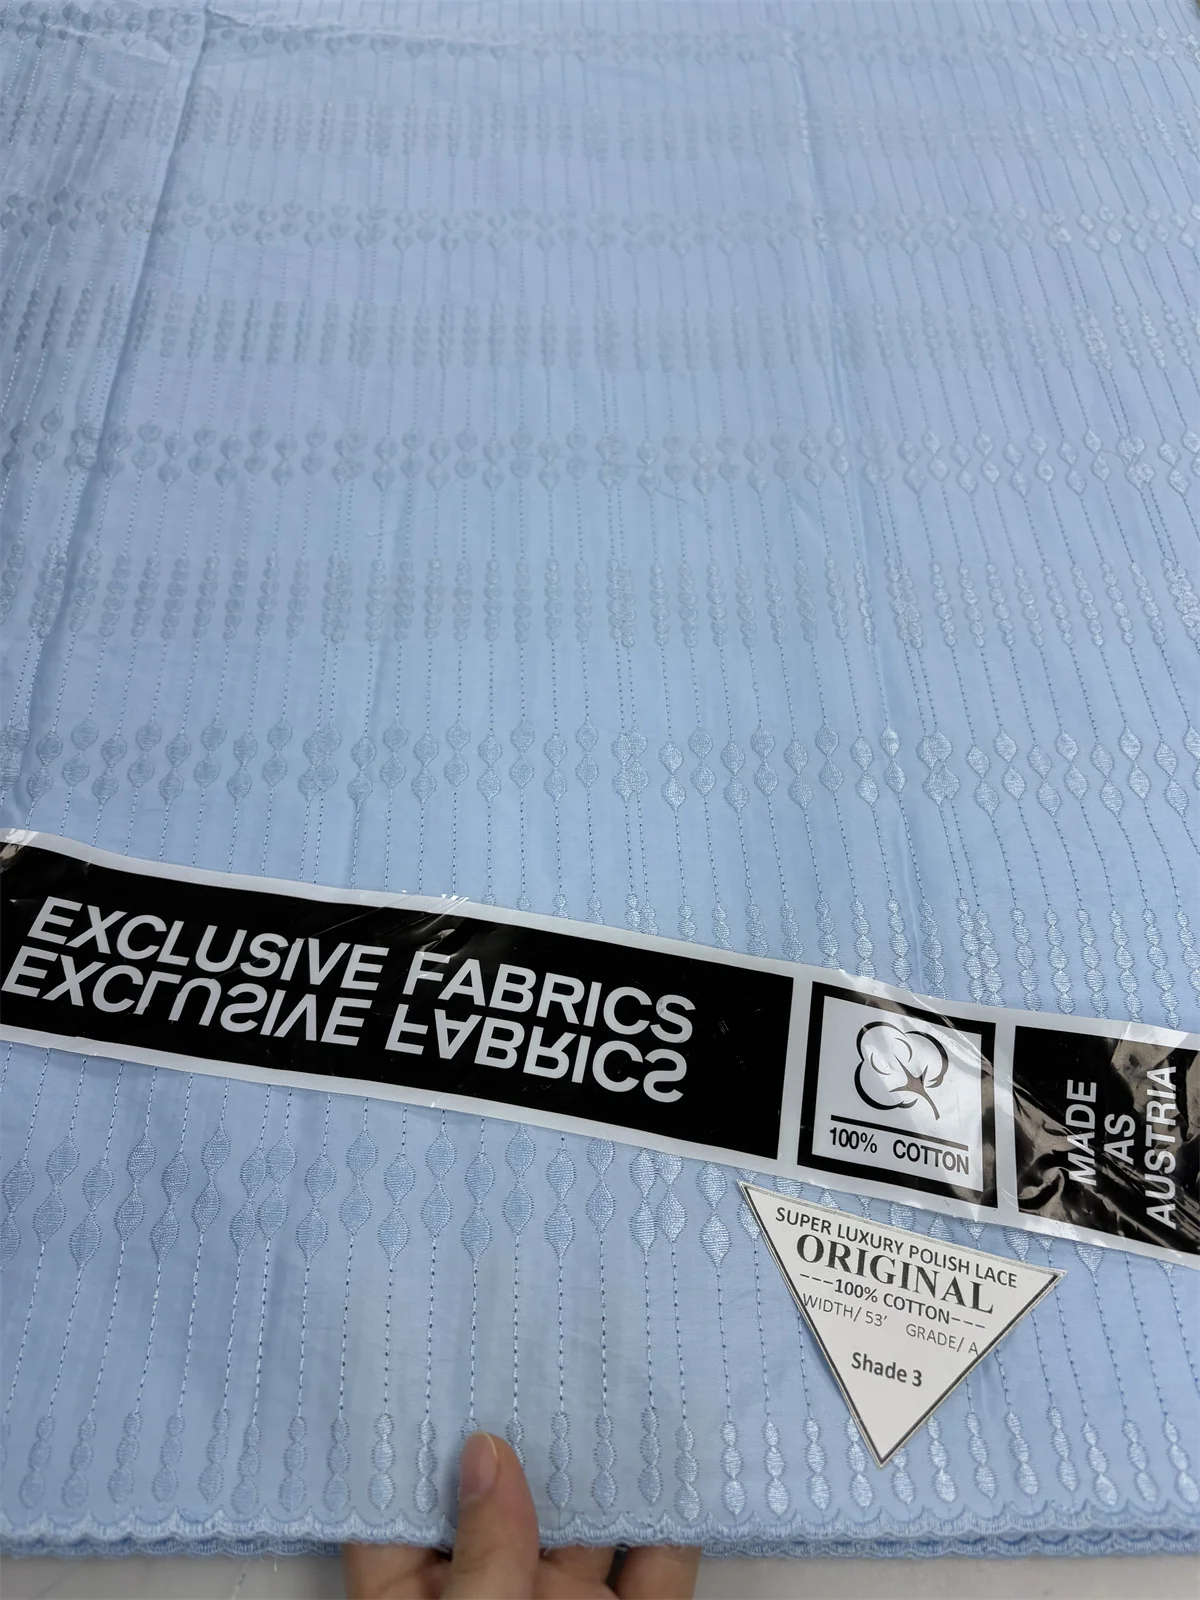 EXCLUSIVE FABRICS
EXCLUSIVE FABRICS
100% COTTON
MADE
AS
AUSTRIA
SUPER LUXURY POLISH LACE
ORIGINAL
---100% COTTON---
WIDTH/ 53' GRADE/ A
Shade 3